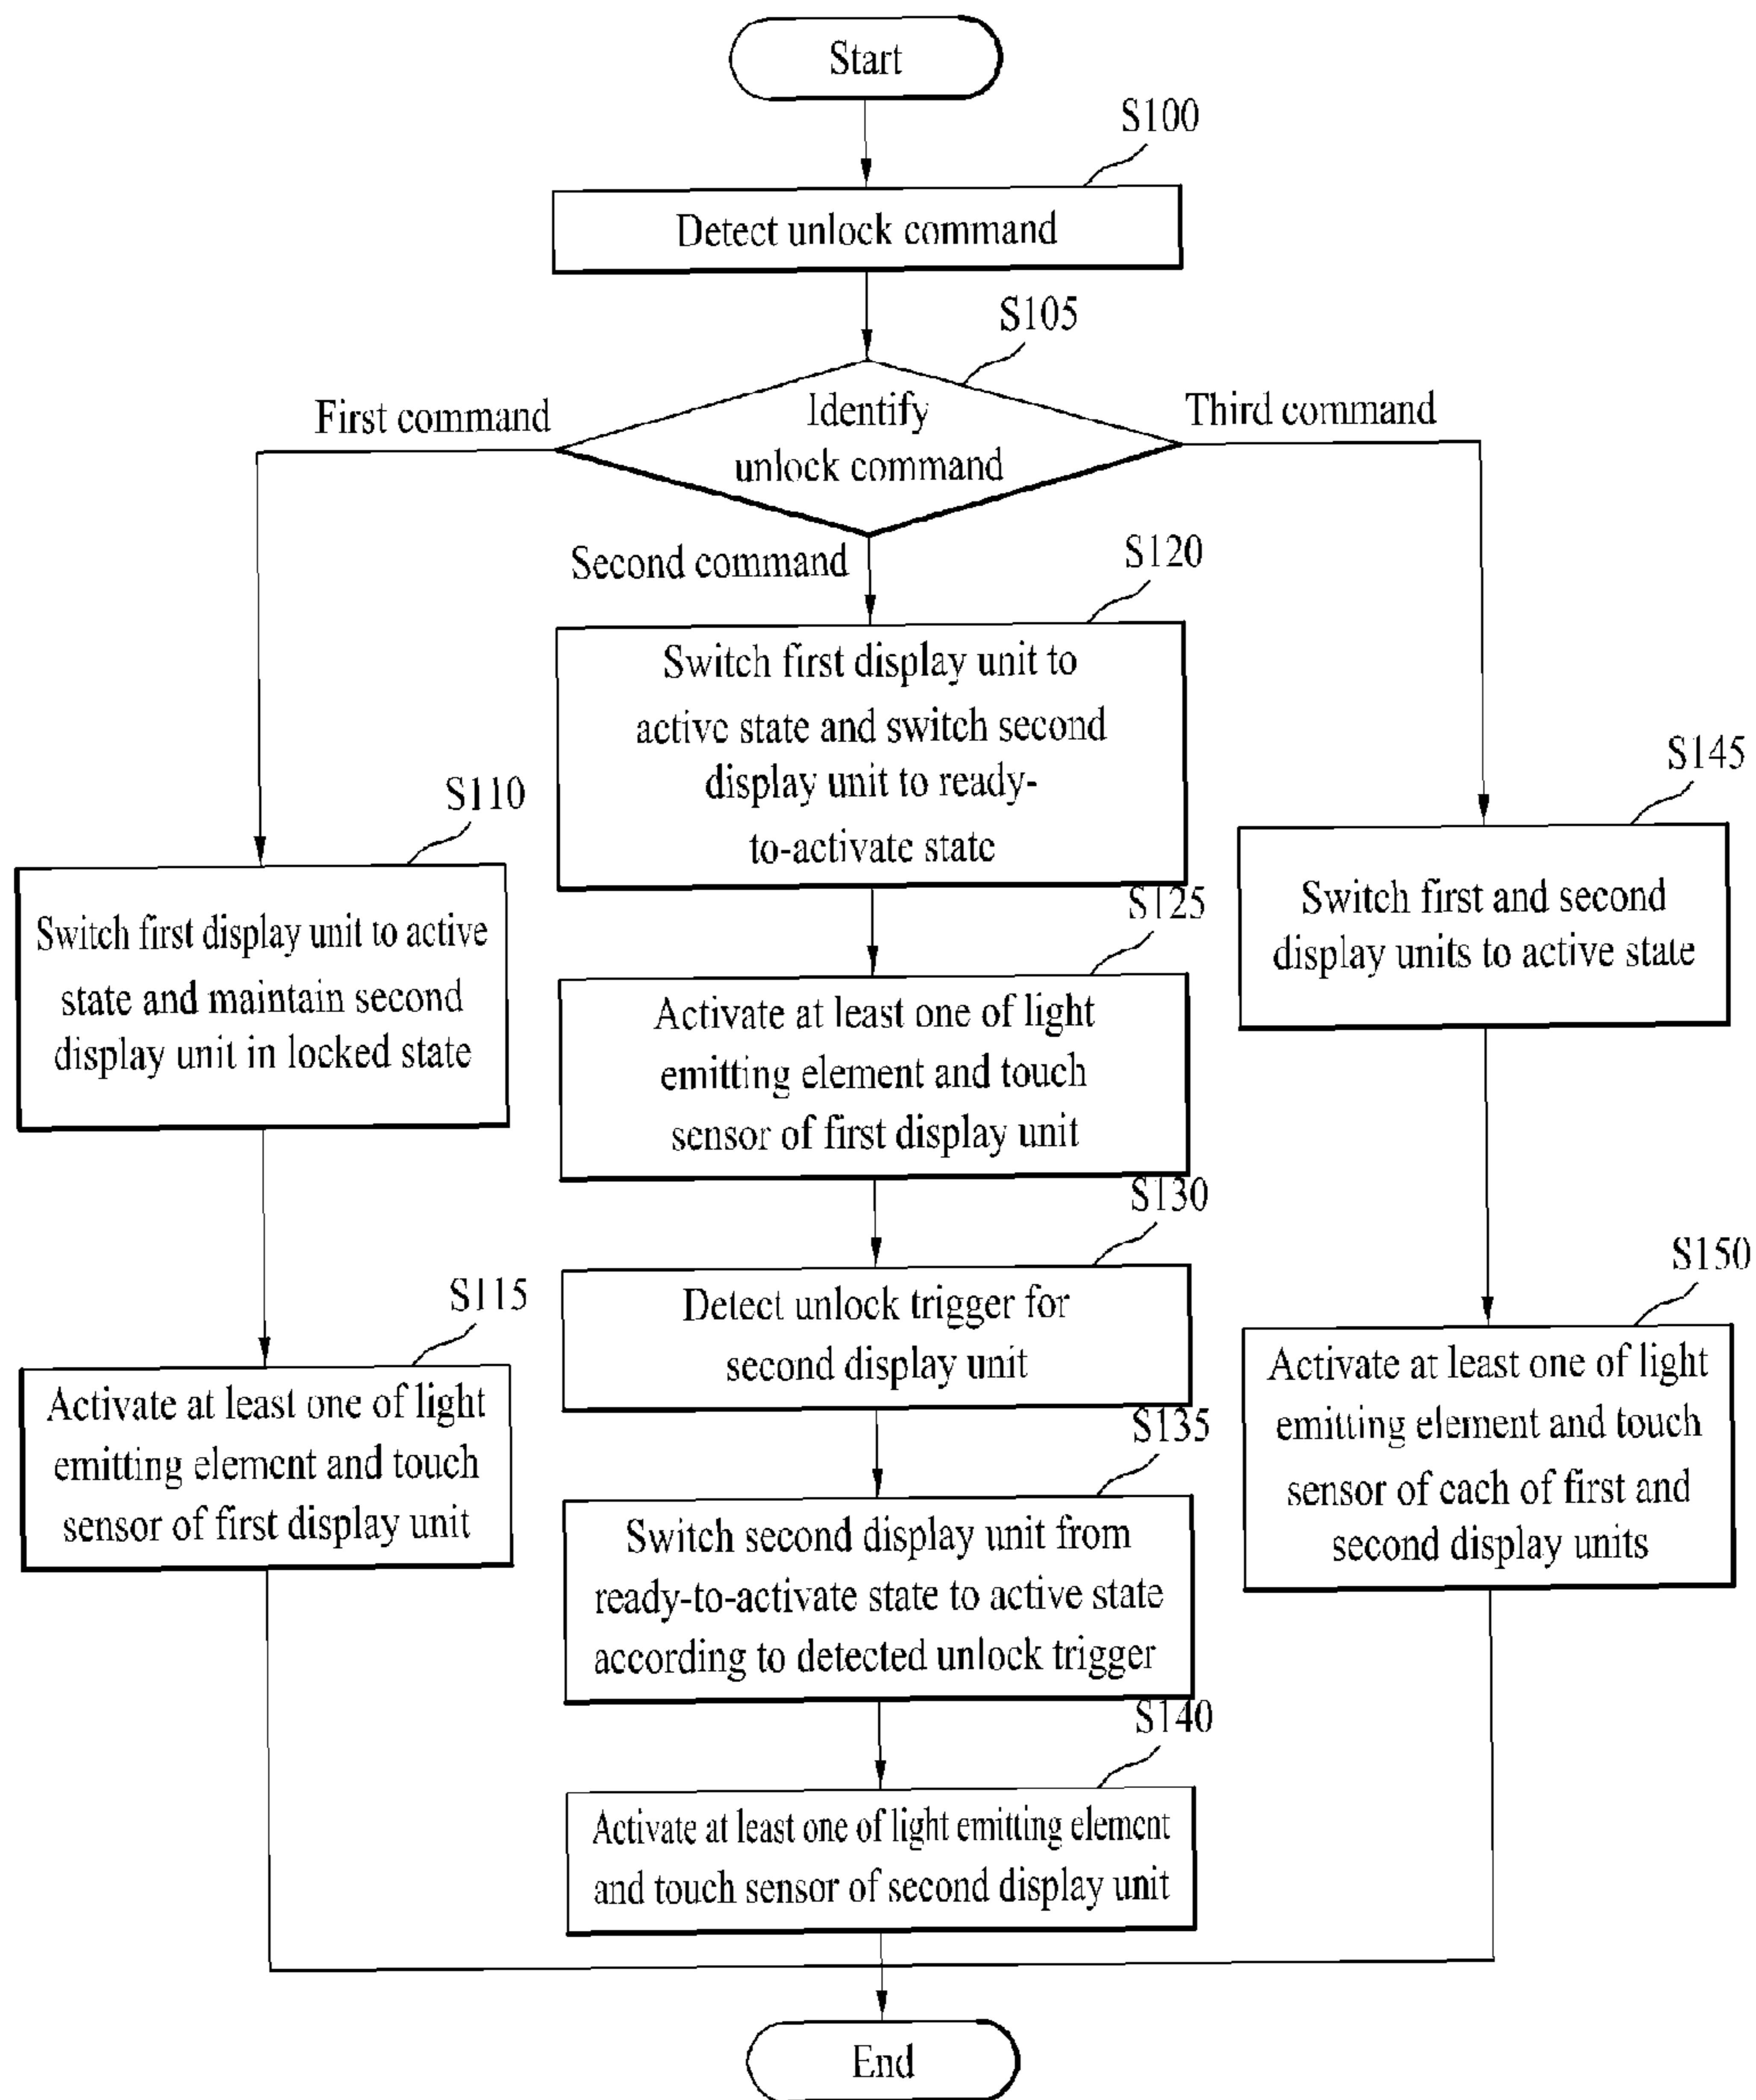 Start
S100
Detect unlock command
S105
First command
Identify
unlock command
Third command
Second command
S120
Switch first display unit to
active state and switch second
display unit to ready-
to-activate state
S110
Switch first display unit to active
state and maintain second
display unit in locked state
S145
Switch first and second
display units to active state
S125
Activate at least one of light
emitting element and touch
sensor of first display unit
S130
Detect unlock trigger for
second display unit
S115
Activate at least one of light
emitting element and touch
sensor of first display unit
S150
Activate at least one of light
emitting element and touch
sensor of each of first and
second display units
S135
Switch second display unit from
ready-to-activate state to active state
according to detected unlock trigger
S140
Activate at least one of light emitting element
and touch sensor of second display unit
End